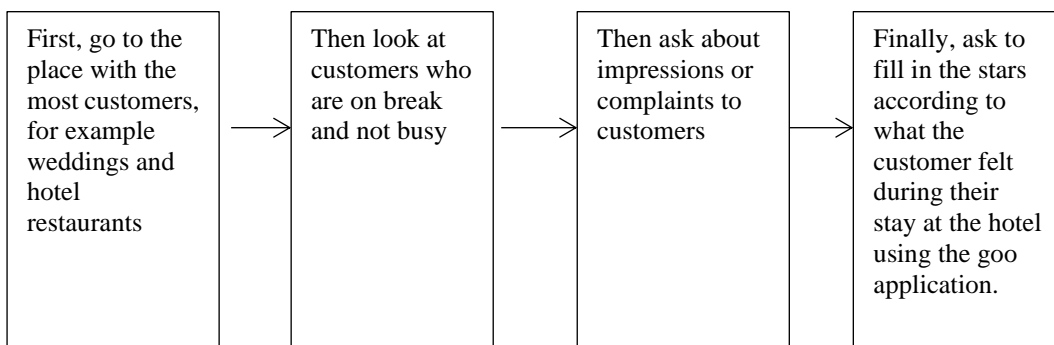 First, go to the
place with the
most customers,
for example
weddings and
hotel
restaurants
Then look at
customers who
are on break
and not busy
Then ask about
impressions or
complaints to
customers
Finally, ask to
fill in the stars
according to
what the
customer felt
during their
stay at the hotel
using the goo
application.